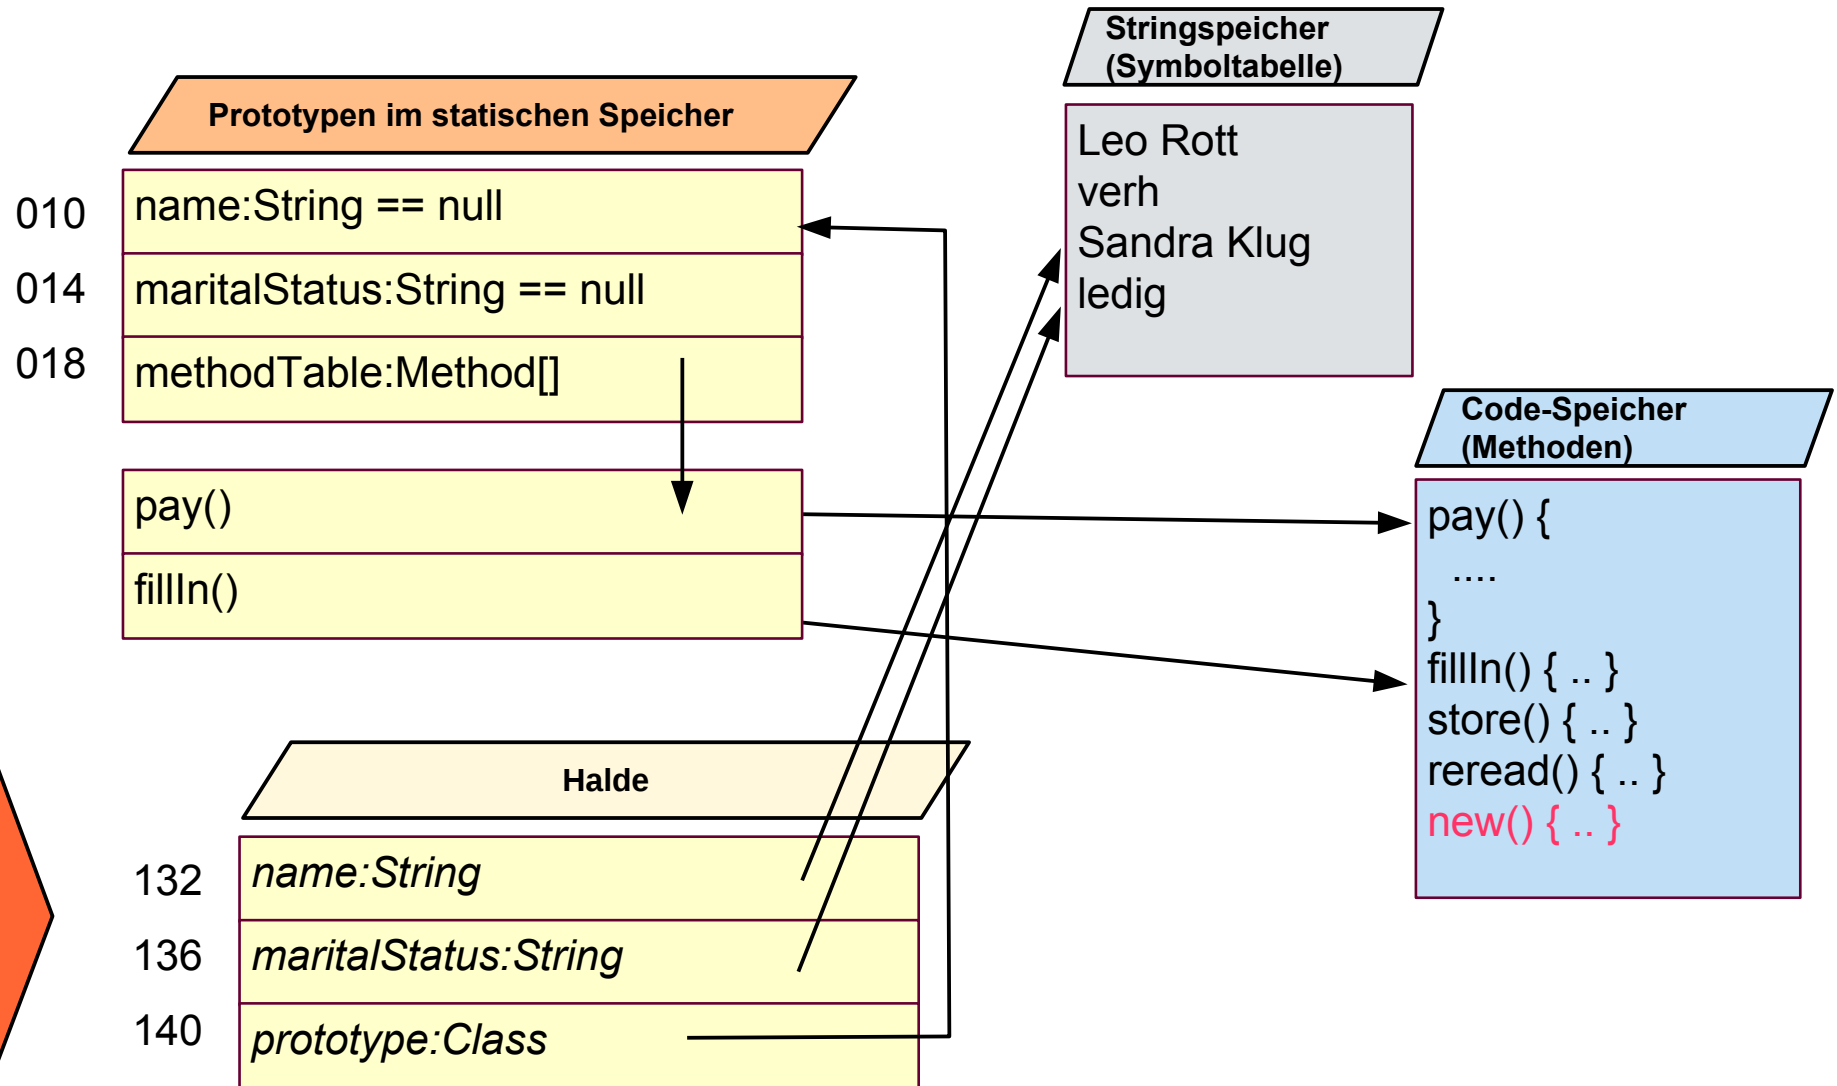 Stringspeicher
(Symboltabelle)
Leo Rott
verh
Sandra Klug
ledig
Prototypen im statischen Speicher
010
name:String == null
014
maritalStatus:String == null
018
methodTable:Method[]
pay()
fillIn()
Code-Speicher
(Methoden)
pay() {
....
}
fillIn() { .. }
store() { .. }
reread() { .. }
new() { .. }
Halde
132
name:String
136
maritalStatus:String
140
prototype:Class